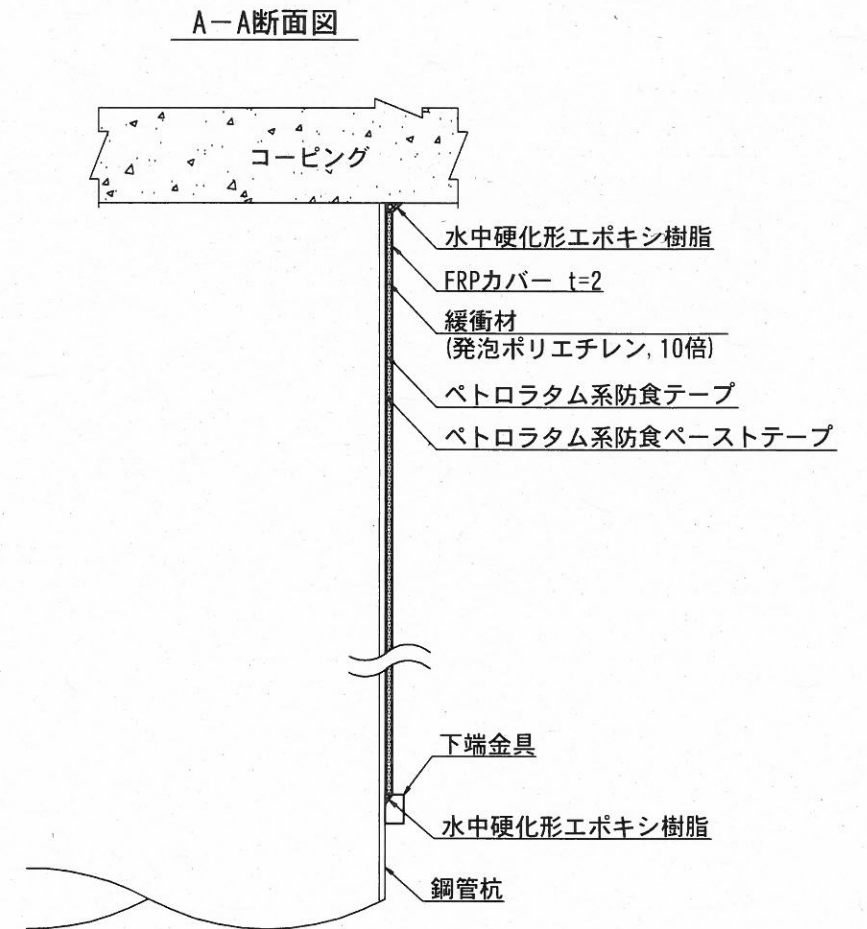 A－A断面図
コーピング
水中硬化形エポキシ樹脂
FRPカバー t=2
緩衝材
(発泡ポリエチレン,10倍)
ペトロラタム系防食テープ
ペトロラタム系防食ペーストテープ
下端金具
水中硬化形エポキシ樹脂
鋼管杭